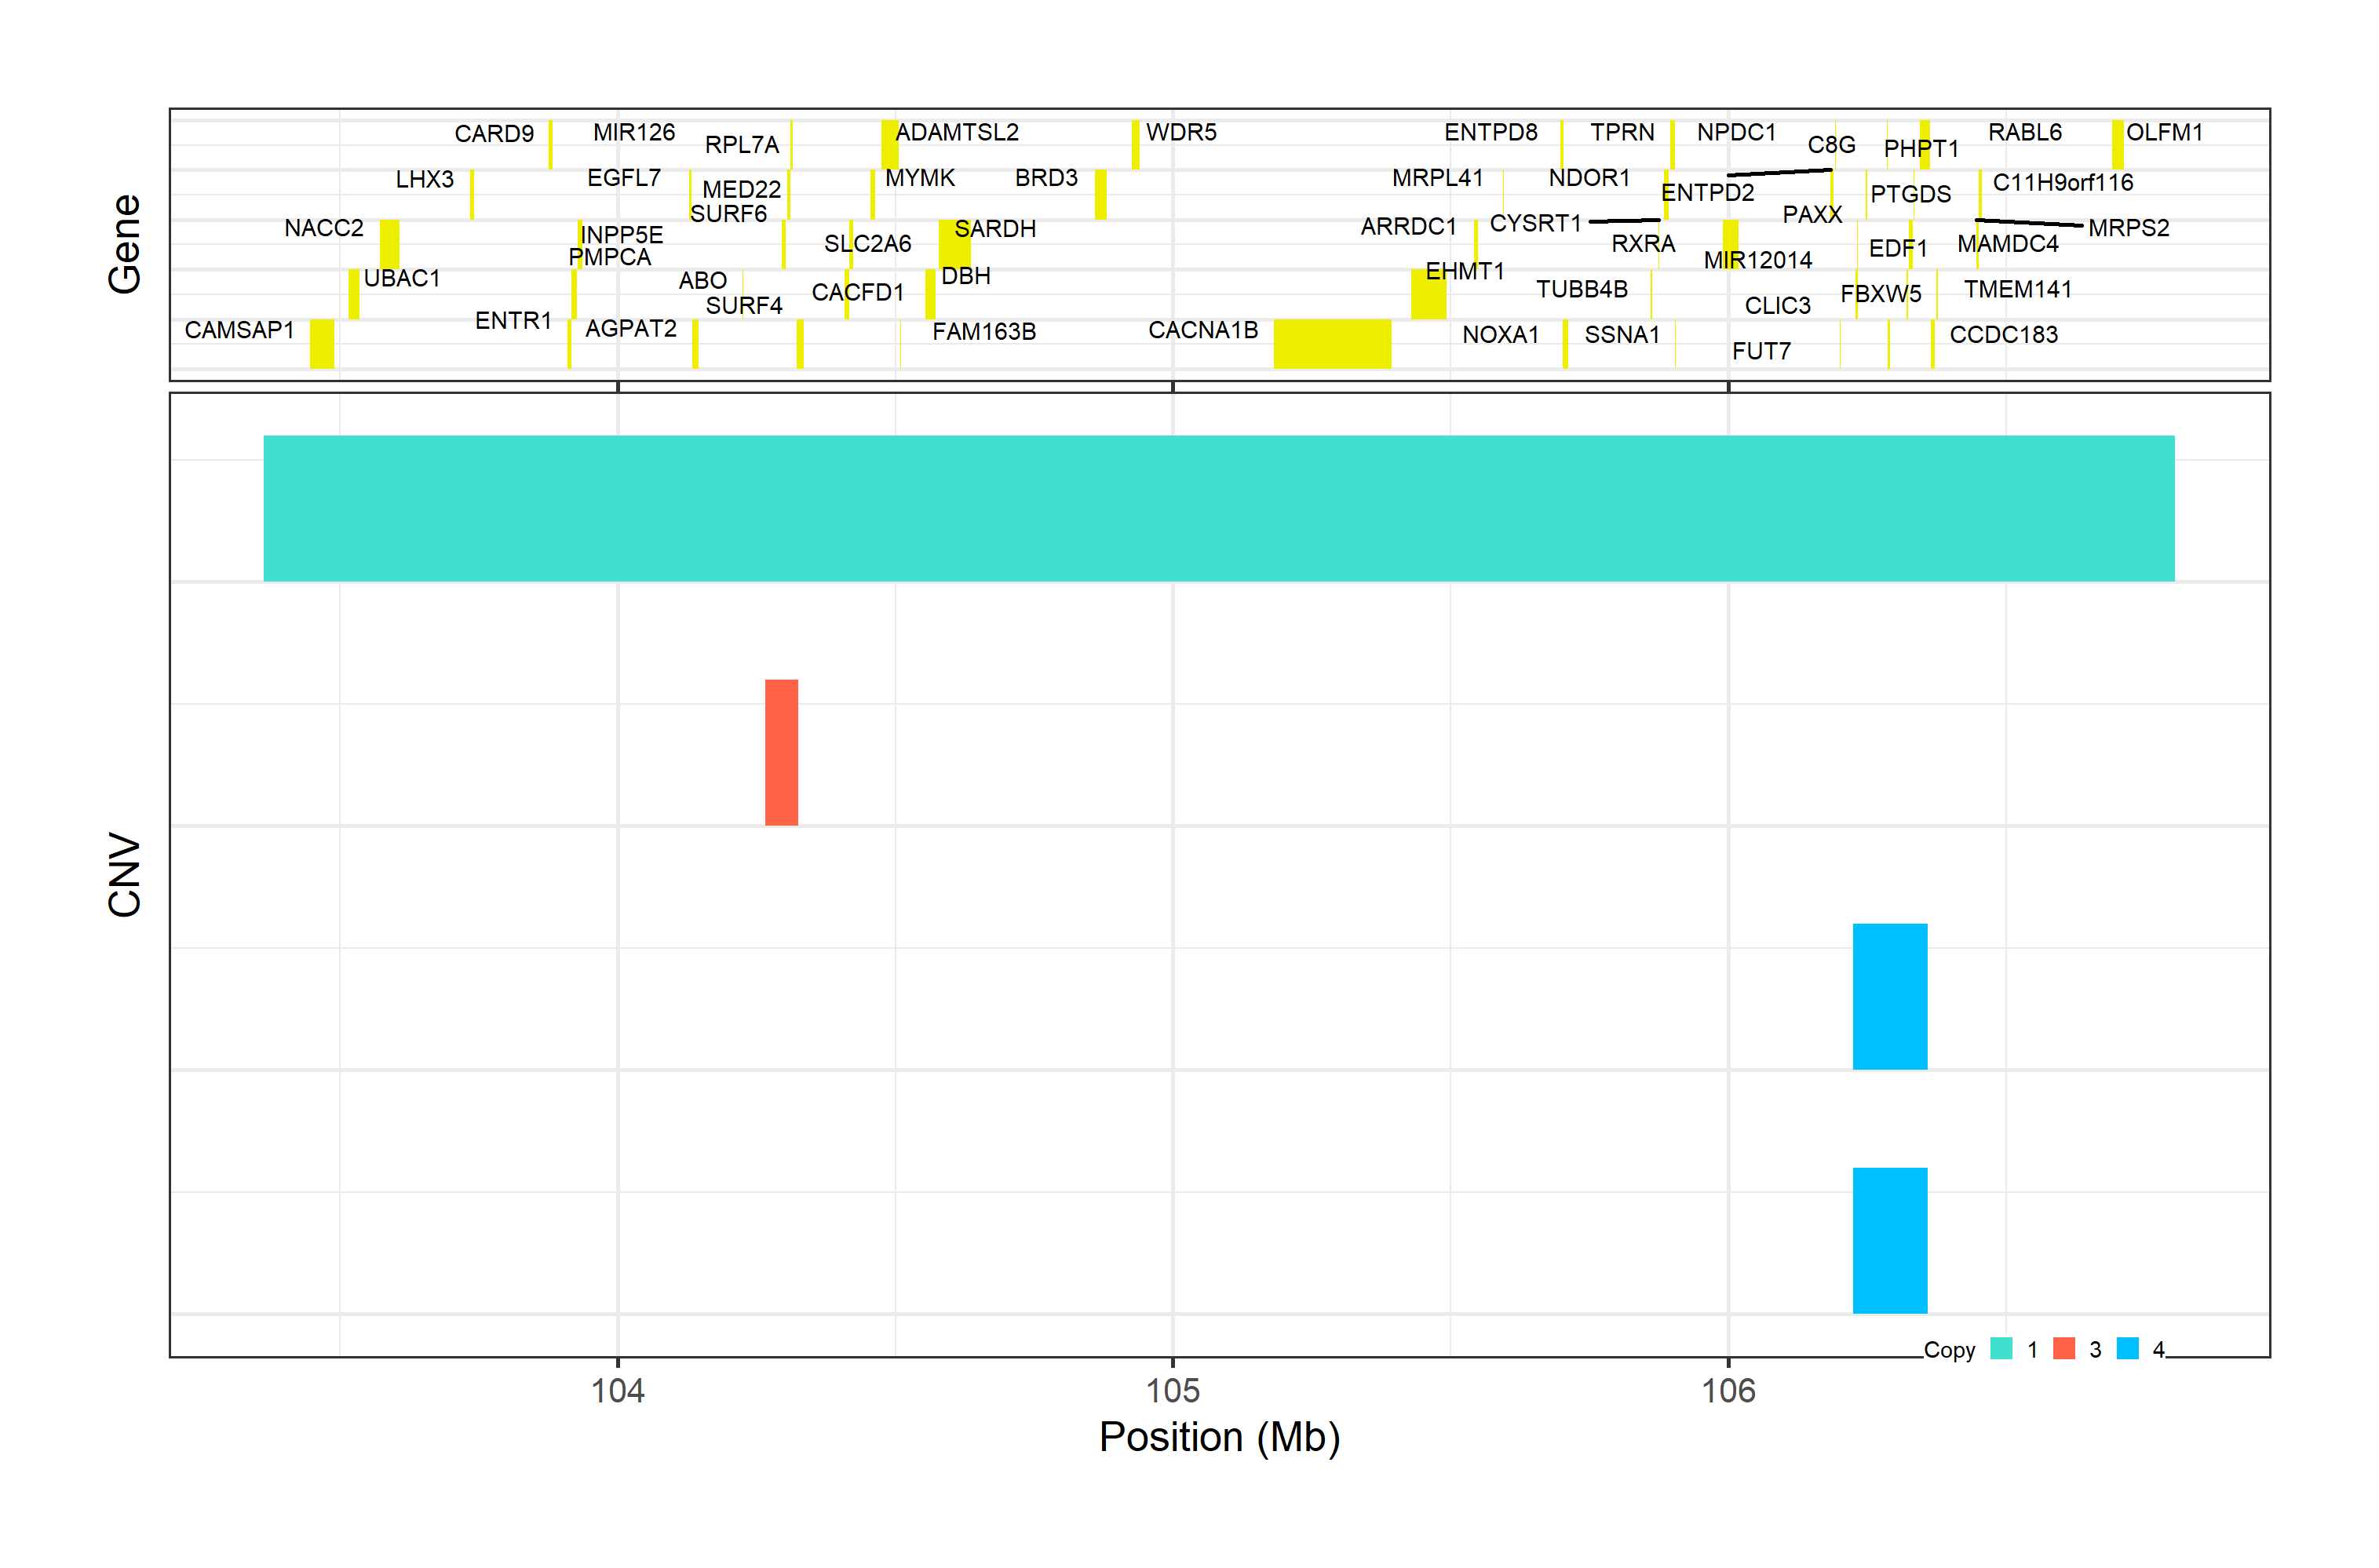 Gene
CARD9 MIR126 RPL7A ADAMTSL2 WDR5 ENTPD8 TPRN NPDC1 C8G PHPT1 RABL6 OLFM1
LHX3 EGFL7 MED22 MYMK BRD3 MRPL41 NDOR1 ENTPD2 PTGDS C11H9orf116
SURF6 PAXX
NACC2 INPP5E SLC2A6 SARDH ARRDC1 CYSRT1 RXRA EDF1 MAMDC4 MRPS2
PMPCA MIR12014
UBAC1 ABO CACFD1 DBH EHMT1 TUBB4B FBXW5 TMEM141
SURF4 CLIC3
CAMSAP1 ENTR1 AGPAT2 FAM163B CACNA1B NOXA1 SSNA1 FUT7 CCDC183
CNV
Copy 1 3 4
104 105 106
Position (Mb)